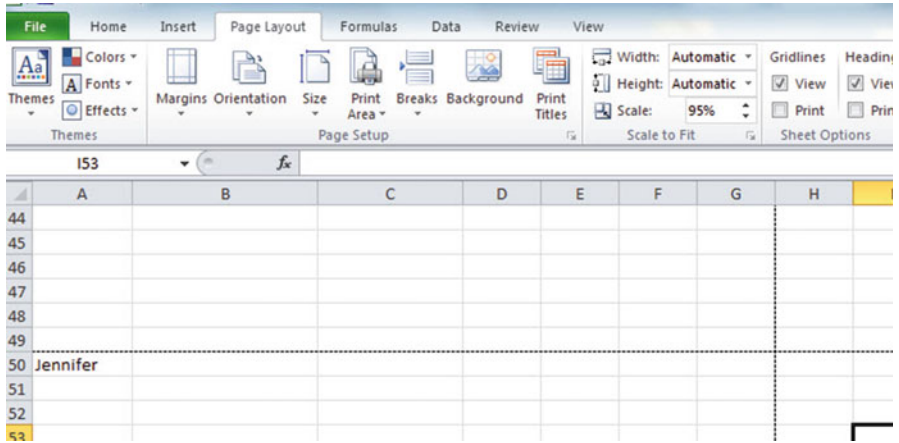 File Home Insert Page Layout Formulas Data Review View
Colors Width: Automatic Gridlines Heading
Fonts Height: Automatic View
Themes Effects Margins Orientation Size Print Area Breaks Background Print Titles Scale: 95% Print
Themes Page Setup Scale to Fit Sheet Options
I53 fx
A B C D E F G H
44
45
46
47
48
49
50 Jennifer
51
52
53